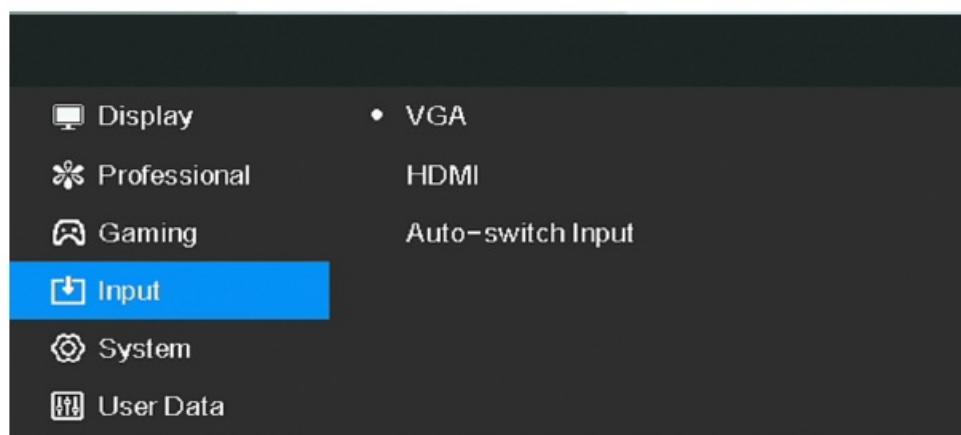 Display
• VGA
Professional
HDMI
Gaming
Auto-switch Input
Input
System
User Data